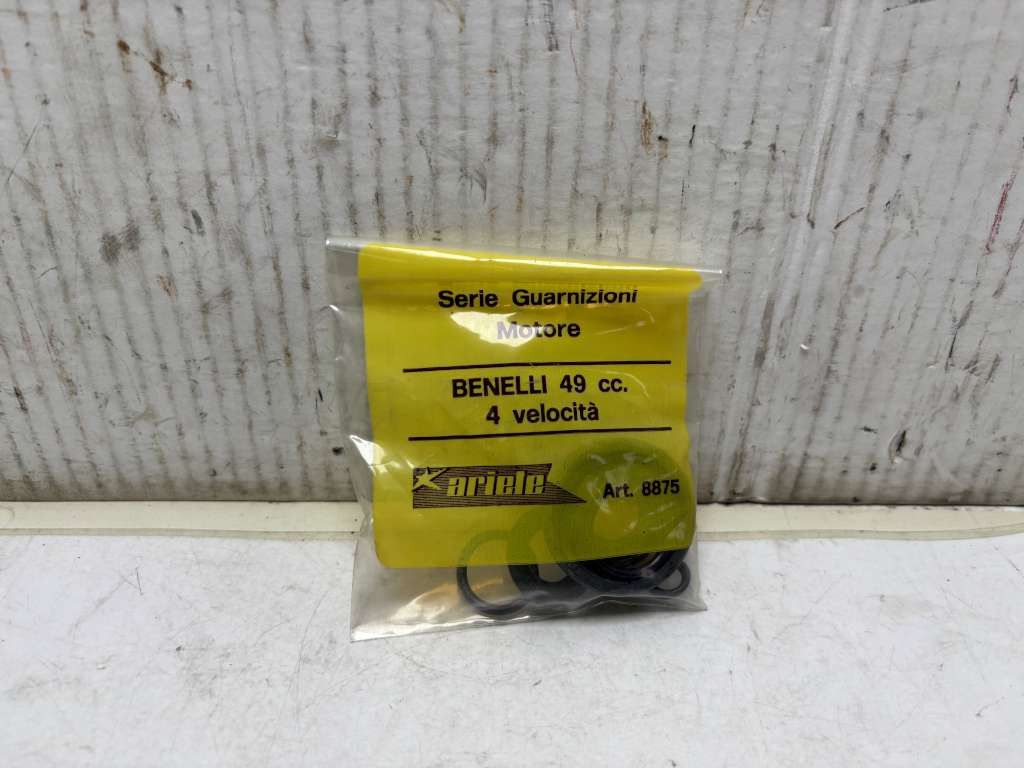 Serie Guarnizioni
Motore
BENELLI 49 cc.
4 velocità
ariele
Art. 8875